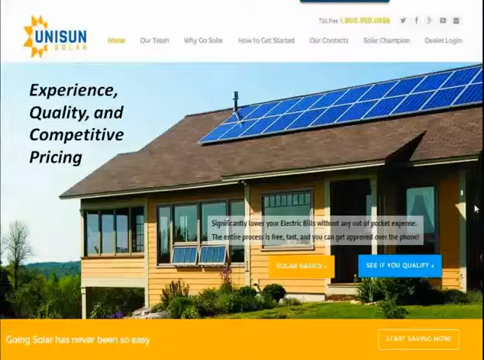 UNISUN
SOLAR
Toll Free
Home
Our Team
Why Go Solar
How to Get Started
Our Contacts
Solar Champion
Dealer Login
Experience,
Quality, and
Competitive
Pricing
Significantly lower your Electric Bills without any out of pocket expense.
The entire process is free, fast, and you can get approved over the phone!
SOLAR BASICS ›
SEE IF YOU QUALIFY ›
Going Solar has never been so easy
START SAVING NOW